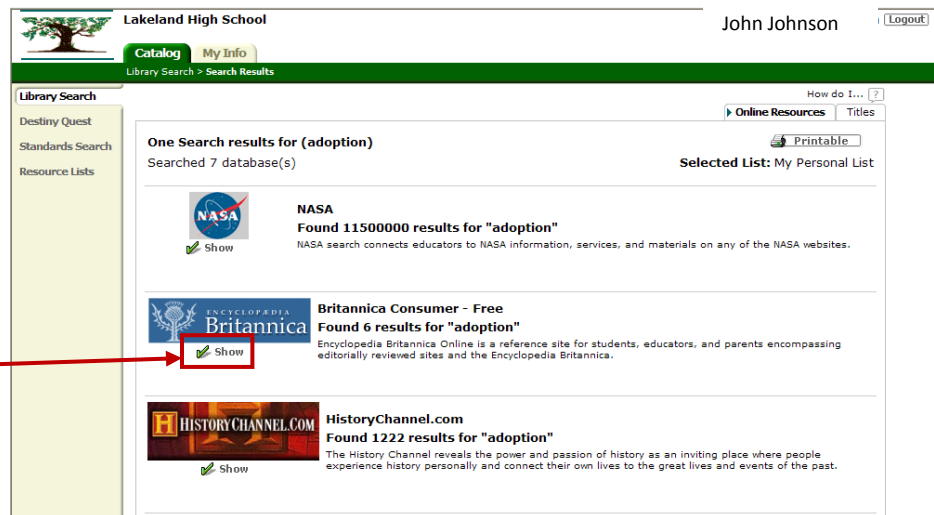 Lakeland High School
John Johnson
Logout
Catalog
My Info
Library Search > Search Results
Library Search
Destiny Quest
Standards Search
Resource Lists
How do I... ?
Online Resources
Titles
One Search results for (adoption)
Printable
Searched 7 database(s)
Selected List: My Personal List
NASA
Show
NASA
Found 11500000 results for "adoption"
NASA search connects educators to NASA information, services, and materials on any of the NASA websites.
ENCYCLOPÆDIA
Britannica
Show
Britannica Consumer - Free
Found 6 results for "adoption"
Encyclopedia Britannica Online is a reference site for students, educators, and parents encompassing
editorially reviewed sites and the Encyclopedia Britannica.
H HISTORYCHANNEL.COM
Show
HistoryChannel.com
Found 1222 results for "adoption"
The History Channel reveals the power and passion of history as an inviting place where people
experience history personally and connect their own lives to the great lives and events of the past.